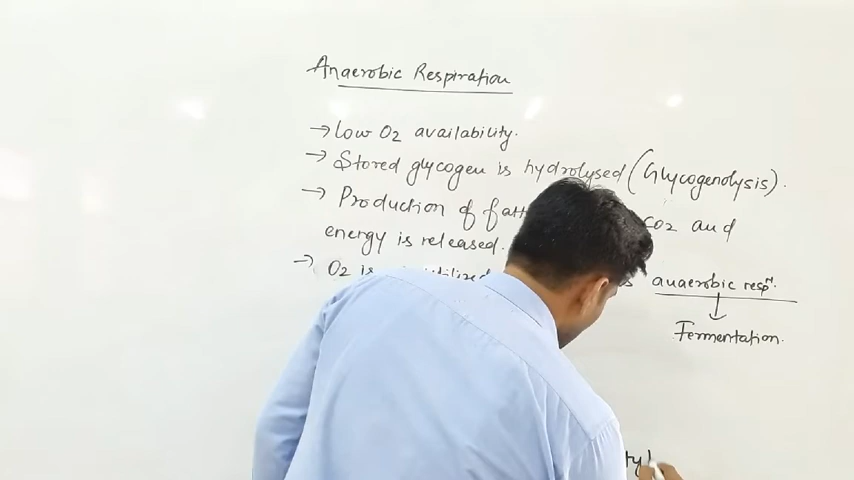 Anaerobic Respiration
→ Low O2 availability.
→ Stored glycogen is hydrolysed (Glycogenolysis).
→ Production of CO2 and
energy is released.
→ O2 is utilized anaerobic respⁿ.
↓
Fermentation.